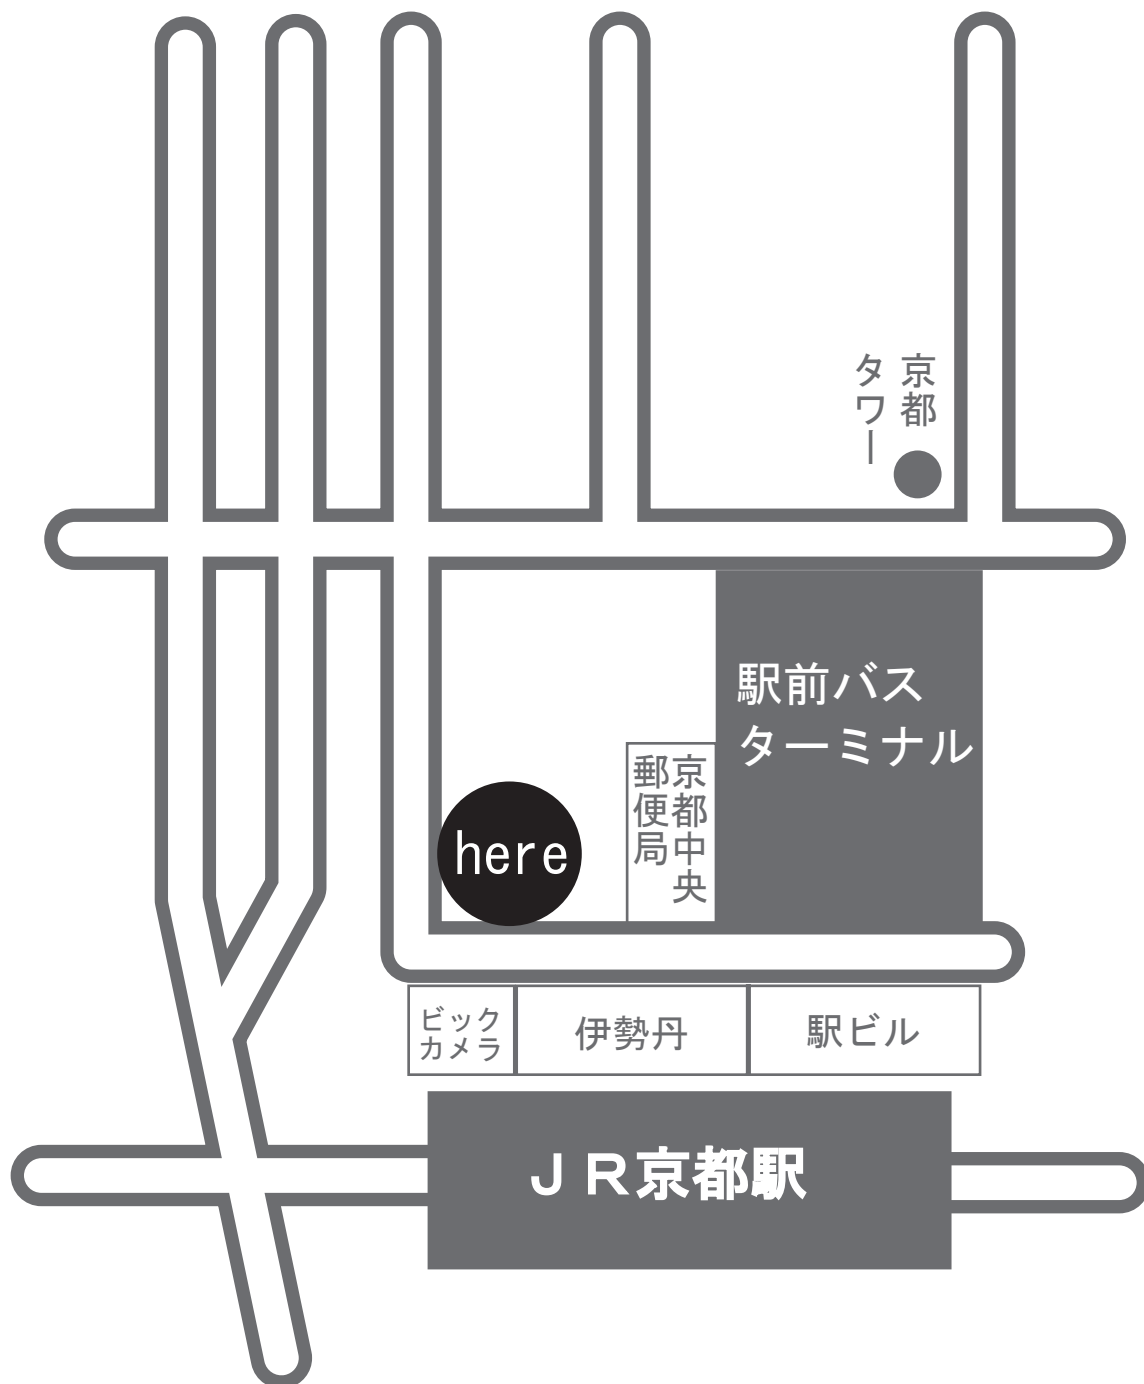 京都
タワー
駅前バス
ターミナル
京都中央
郵便局
here
ビック
カメラ
伊勢丹
駅ビル
ＪＲ京都駅